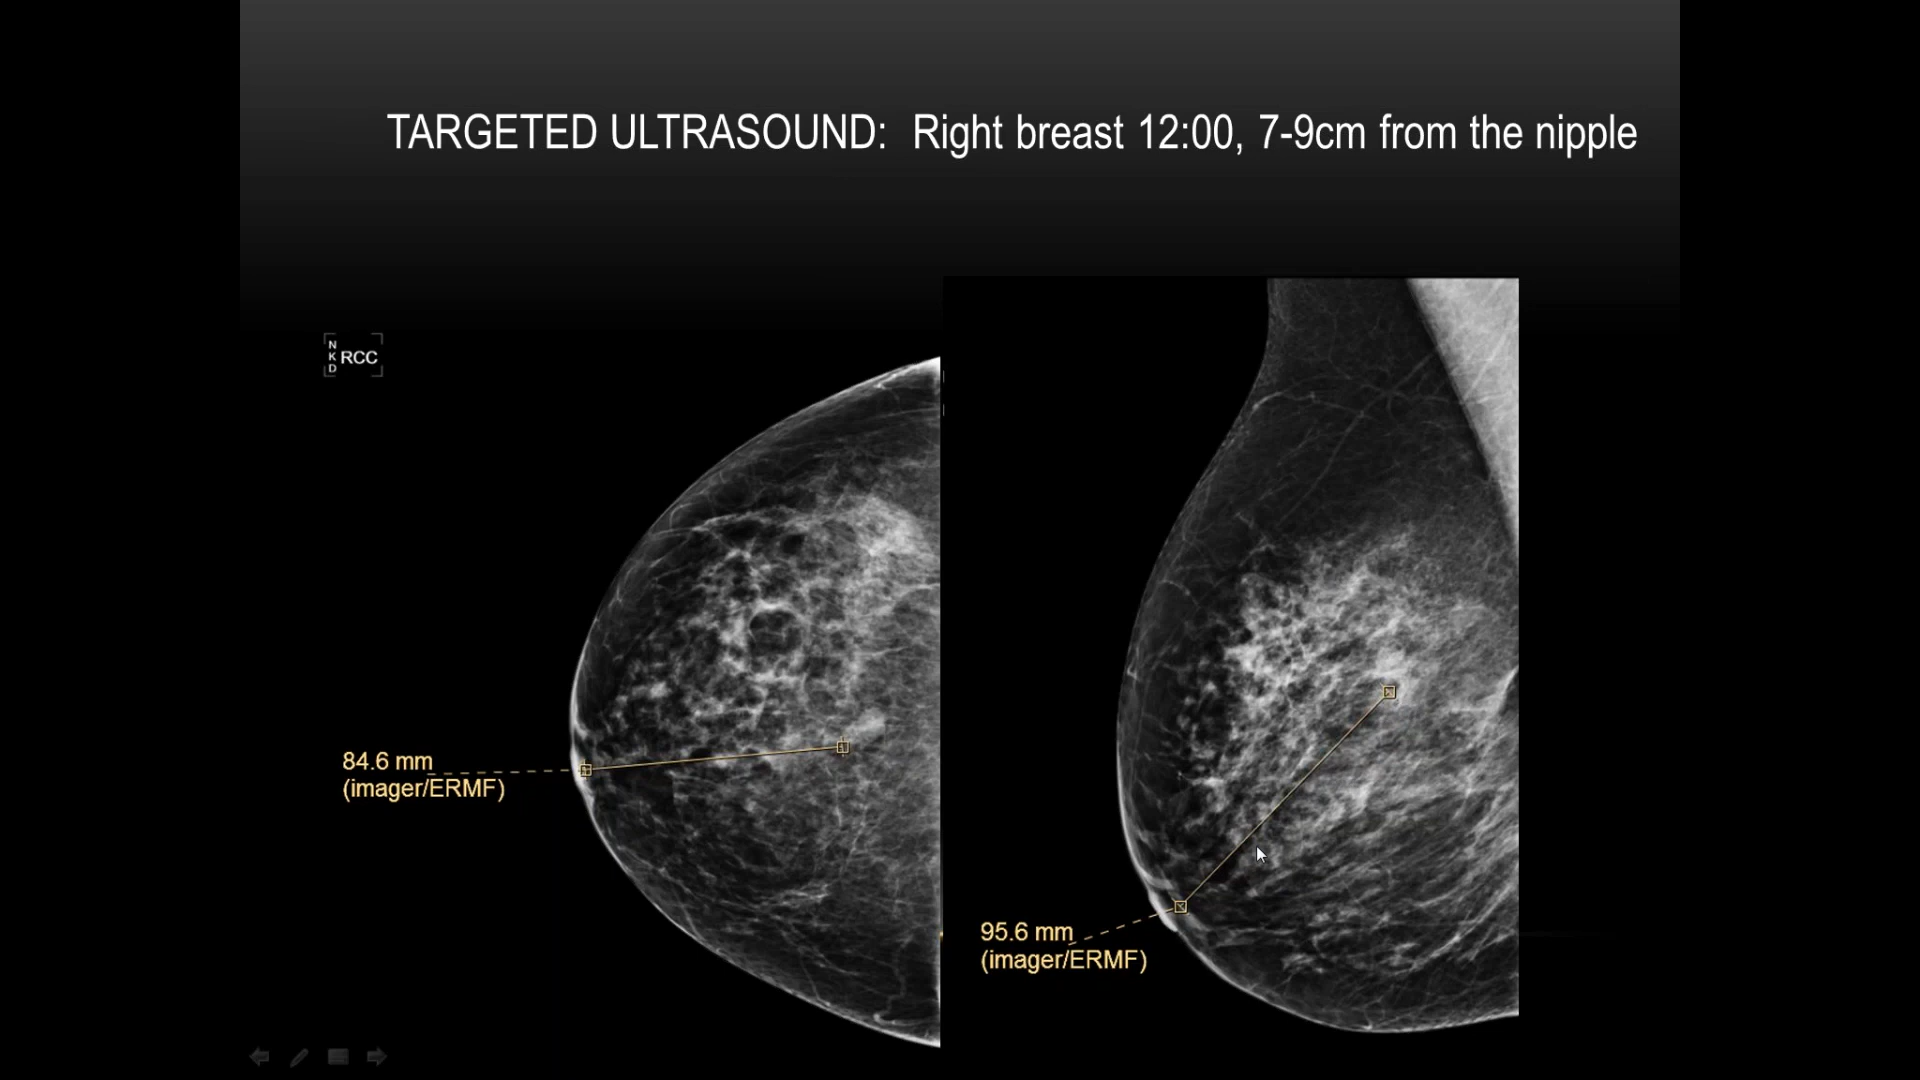 TARGETED ULTRASOUND: Right breast 12:00, 7-9cm from the nipple
NKD
RCC
84.6 mm
(imager/ERMF)
95.6 mm
(imager/ERMF)